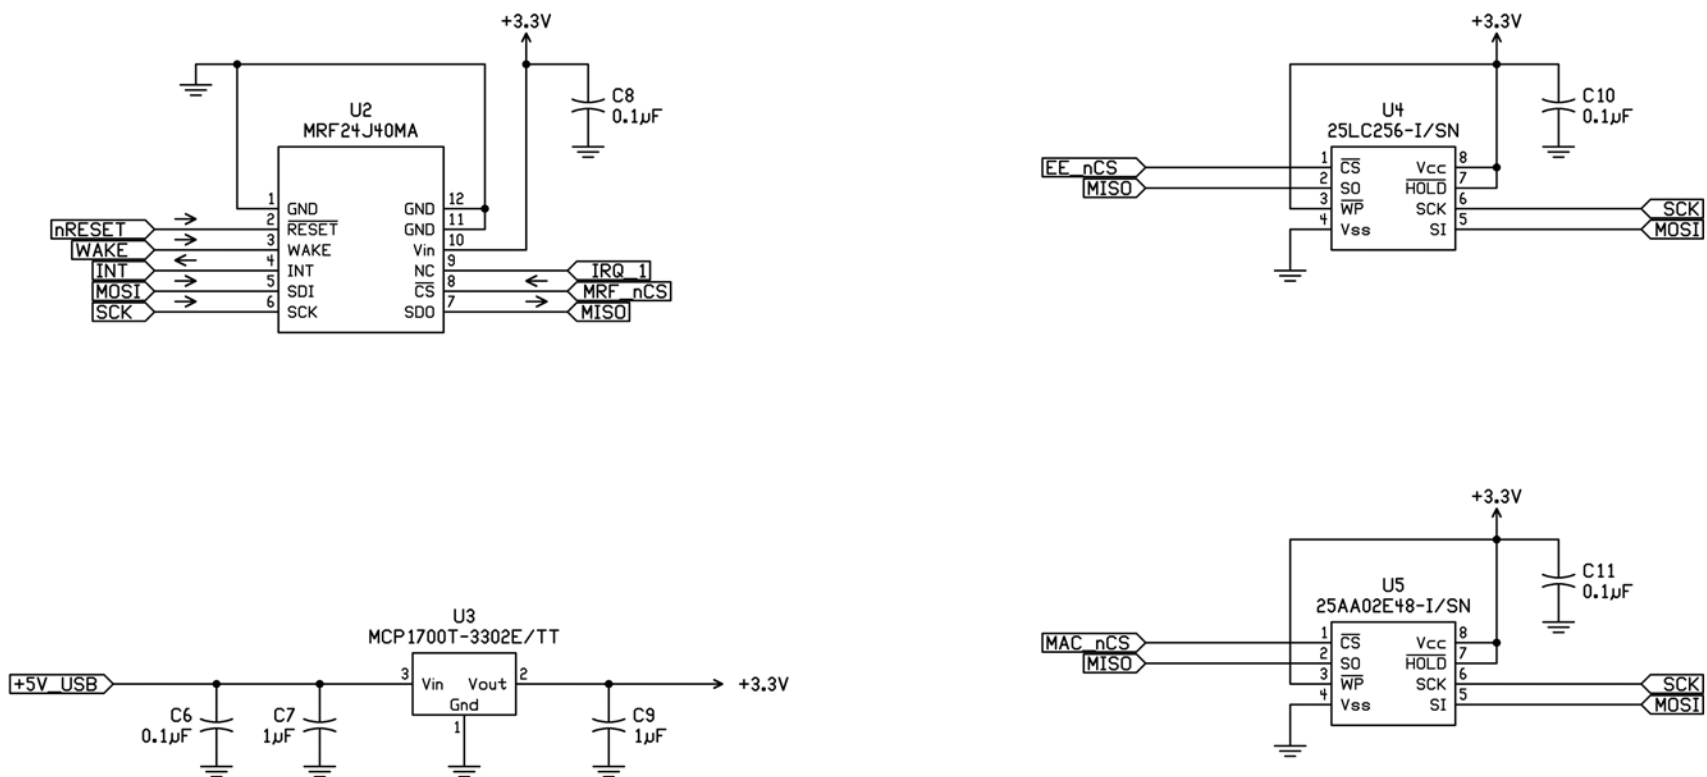 +3.3V
C8
0.1µF
U2
MRF24J40MA
1 GND GND 12
nRESET 2 RESET GND 11
WAKE 3 WAKE Vin 10
INT 4 INT NC 9 IRQ_1
MOSI 5 SDI CS 8 MRF_nCS
SCK 6 SCK SDO 7 MISO
+3.3V
C10
0.1µF
U4
25LC256-I/SN
EE_nCS 1 CS Vcc 8
MISO 2 SO HOLD 7
3 WP SCK 6 SCK
4 Vss SI 5 MOSI
U3
MCP1700T-3302E/TT
+5V_USB 3 Vin Vout 2 +3.3V
Gnd
1
C6
0.1µF
C7
1µF
C9
1µF
+3.3V
C11
0.1µF
U5
25AA02E48-I/SN
MAC_nCS 1 CS Vcc 8
MISO 2 SO HOLD 7
3 WP SCK 6 SCK
4 Vss SI 5 MOSI